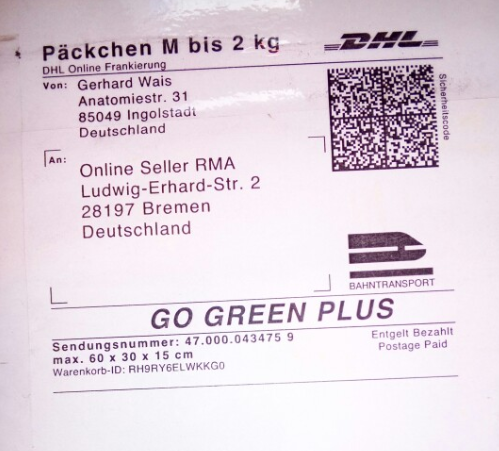 Päckchen M bis 2 kg
DHL
DHL Online Frankierung
Von: Gerhard Wais
Anatomiestr. 31
85049 Ingolstadt
Deutschland
Sicherheitscode
An: Online Seller RMA
Ludwig-Erhard-Str. 2
28197 Bremen
Deutschland
BAHNTRANSPORT
GO GREEN PLUS
Sendungsnummer: 47.000.043475 9
max. 60 x 30 x 15 cm
Warenkorb-ID: RH9RY6ELWKKG0
Entgelt Bezahlt
Postage Paid